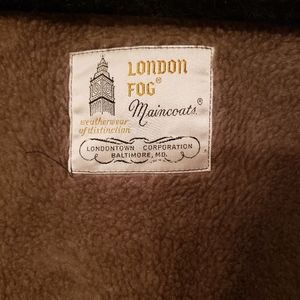 LONDON
FOG®
Maincoats®
weatherwear
of distinction
LONDONTOWN CORPORATION
BALTIMORE, MD.